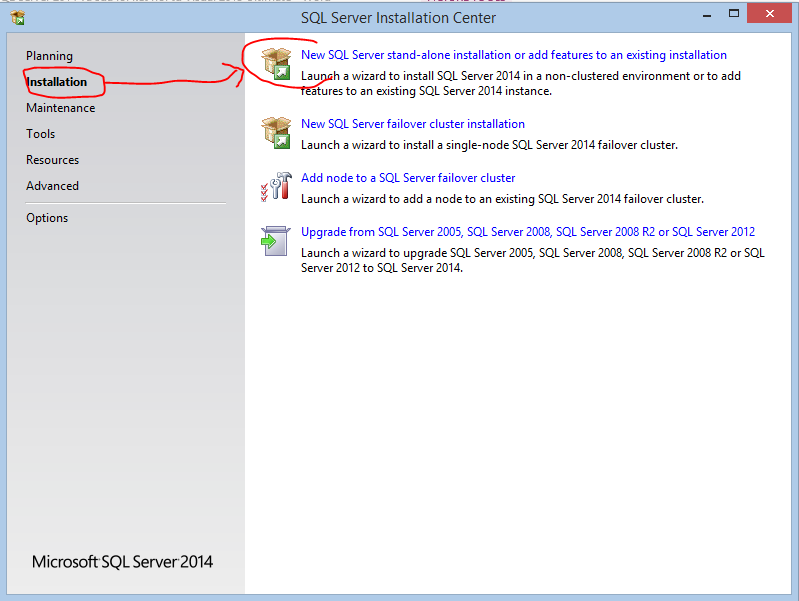 SQL Server Installation Center
Planning
Installation
Maintenance
Tools
Resources
Advanced
Options
New SQL Server stand-alone installation or add features to an existing installation
Launch a wizard to install SQL Server 2014 in a non-clustered environment or to add
features to an existing SQL Server 2014 instance.
New SQL Server failover cluster installation
Launch a wizard to install a single-node SQL Server 2014 failover cluster.
Add node to a SQL Server failover cluster
Launch a wizard to add a node to an existing SQL Server 2014 failover cluster.
Upgrade from SQL Server 2005, SQL Server 2008, SQL Server 2008 R2 or SQL Server 2012
Launch a wizard to upgrade SQL Server 2005, SQL Server 2008, SQL Server 2008 R2 or SQL
Server 2012 to SQL Server 2014.
Microsoft SQL Server 2014